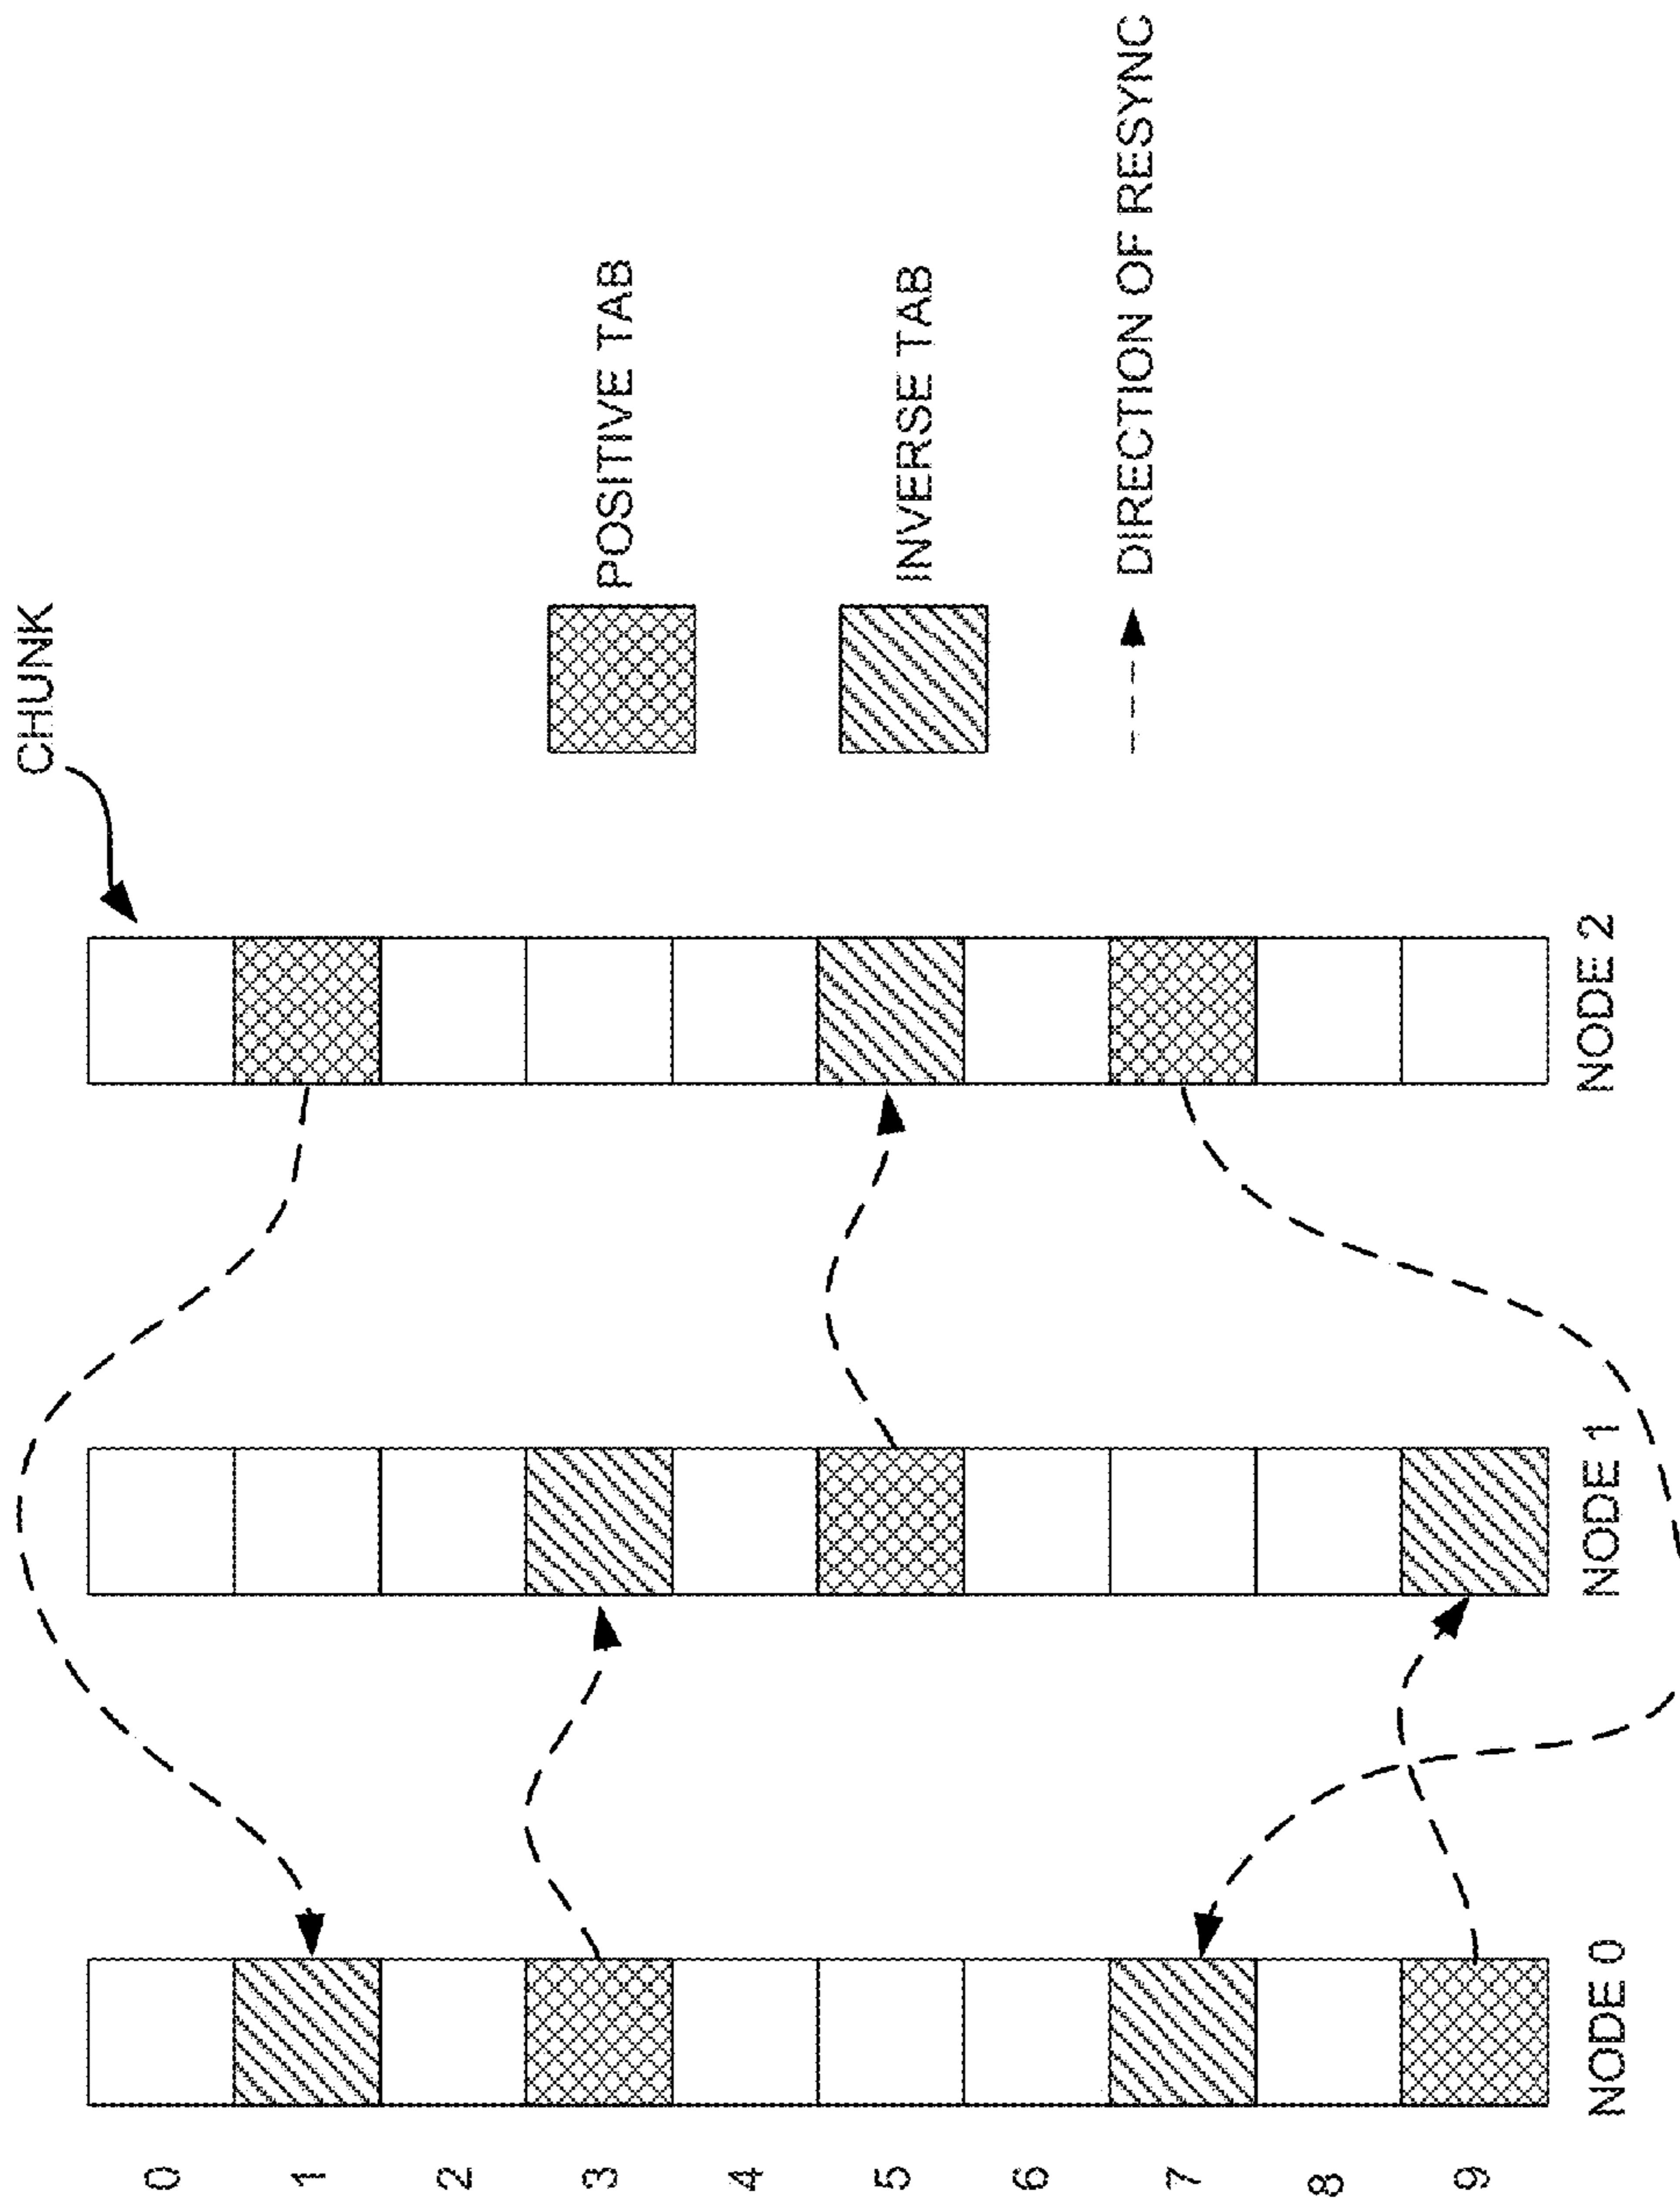 CHUNK
0
1
2
3
4
5
6
7
8
9
NODE 0
NODE 1
NODE 2
POSITIVE TAB
INVERSE TAB
DIRECTION OF RESYNC